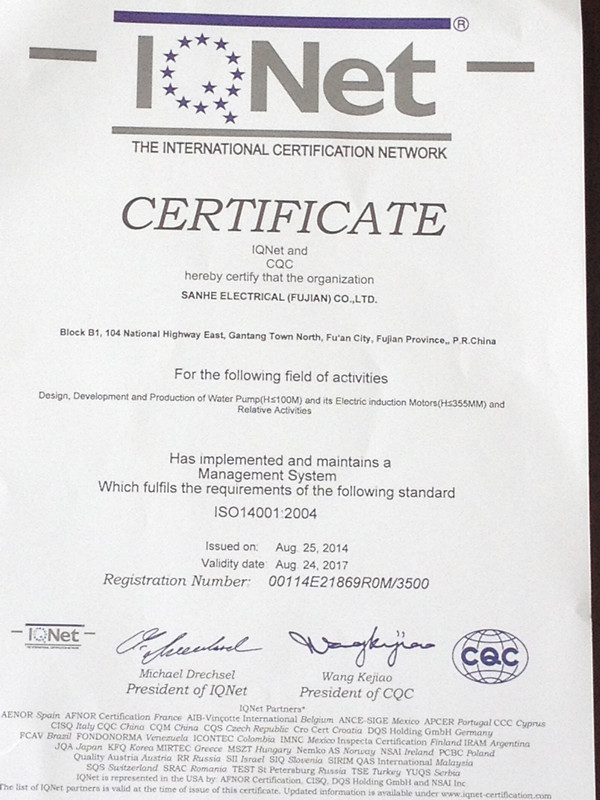 IQNet ®
THE INTERNATIONAL CERTIFICATION NETWORK
CERTIFICATE
IQNet and
CQC
hereby certify that the organization
SANHE ELECTRICAL (FUJIAN) CO.,LTD.
Block B1, 104 National Highway East, Gantang Town North, Fu'an City, Fujian Province,, P.R.China
For the following field of activities
Design, Development and Production of Water Pump(H≤100M) and its Electric induction Motors(H≤355MM) and
Relative Activities
Has implemented and maintains a
Management System
Which fulfils the requirements of the following standard
ISO14001:2004
Issued on: Aug. 25, 2014
Validity date: Aug. 24, 2017
Registration Number: 00114E21869R0M/3500
IQNet
CQC
Michael Drechsel
President of IQNet
Wang Kejiao
President of CQC
IQNet Partners*
AENOR Spain AFNOR Certification France AIB-Vinçotte International Belgium ANCE-SIGE Mexico APCER Portugal CCC Cyprus
CISQ Italy CQC China CQM China CQS Czech Republic Cro Cert Croatia DQS Holding GmbH Germany
FCAV Brazil FONDONORMA Venezuela ICONTEC Colombia IMNC Mexico Inspecta Certification Finland IRAM Argentina
JQA Japan KFQ Korea MIRTEC Greece MSZT Hungary Nemko AS Norway NSAI Ireland PCBC Poland
Quality Austria Austria RR Russia SII Israel SIQ Slovenia SIRIM QAS International Malaysia
SQS Switzerland SRAC Romania TEST St Petersburg Russia TSE Turkey YUQS Serbia
IQNet is represented in the USA by: AFNOR Certification, CISQ, DQS Holding GmbH and NSAI Inc
The list of IQNet partners is valid at the time of issue of this certificate. Updated information is available under www.iqnet-certification.com